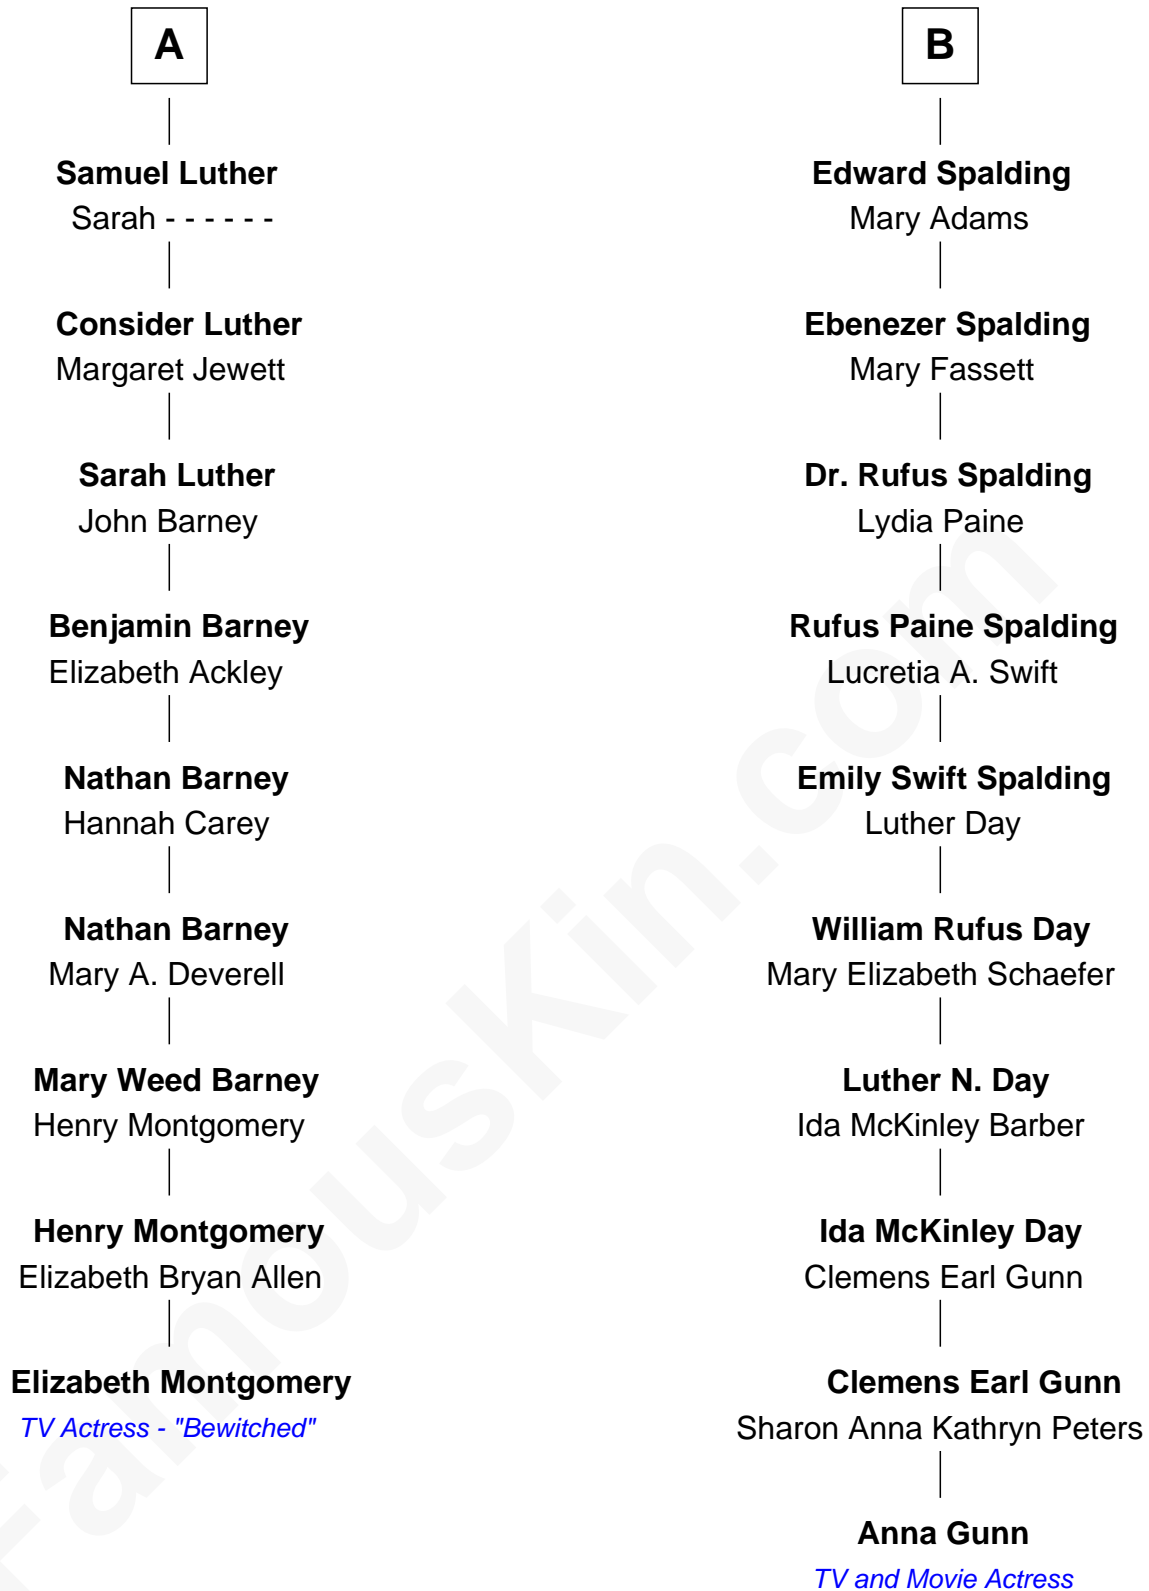 A
Samuel Luther
Sarah - - - - - -
Consider Luther
Margaret Jewett
Sarah Luther
John Barney
Benjamin Barney
Elizabeth Ackley
Nathan Barney
Hannah Carey
Nathan Barney
Mary A. Deverell
Mary Weed Barney
Henry Montgomery
Henry Montgomery
Elizabeth Bryan Allen
Elizabeth Montgomery
TV Actress - "Bewitched"
B
Edward Spalding
Mary Adams
Ebenezer Spalding
Mary Fassett
Dr. Rufus Spalding
Lydia Paine
Rufus Paine Spalding
Lucretia A. Swift
Emily Swift Spalding
Luther Day
William Rufus Day
Mary Elizabeth Schaefer
Luther N. Day
Ida McKinley Barber
Ida McKinley Day
Clemens Earl Gunn
Clemens Earl Gunn
Sharon Anna Kathryn Peters
Anna Gunn
TV and Movie Actress
FamousKin.com